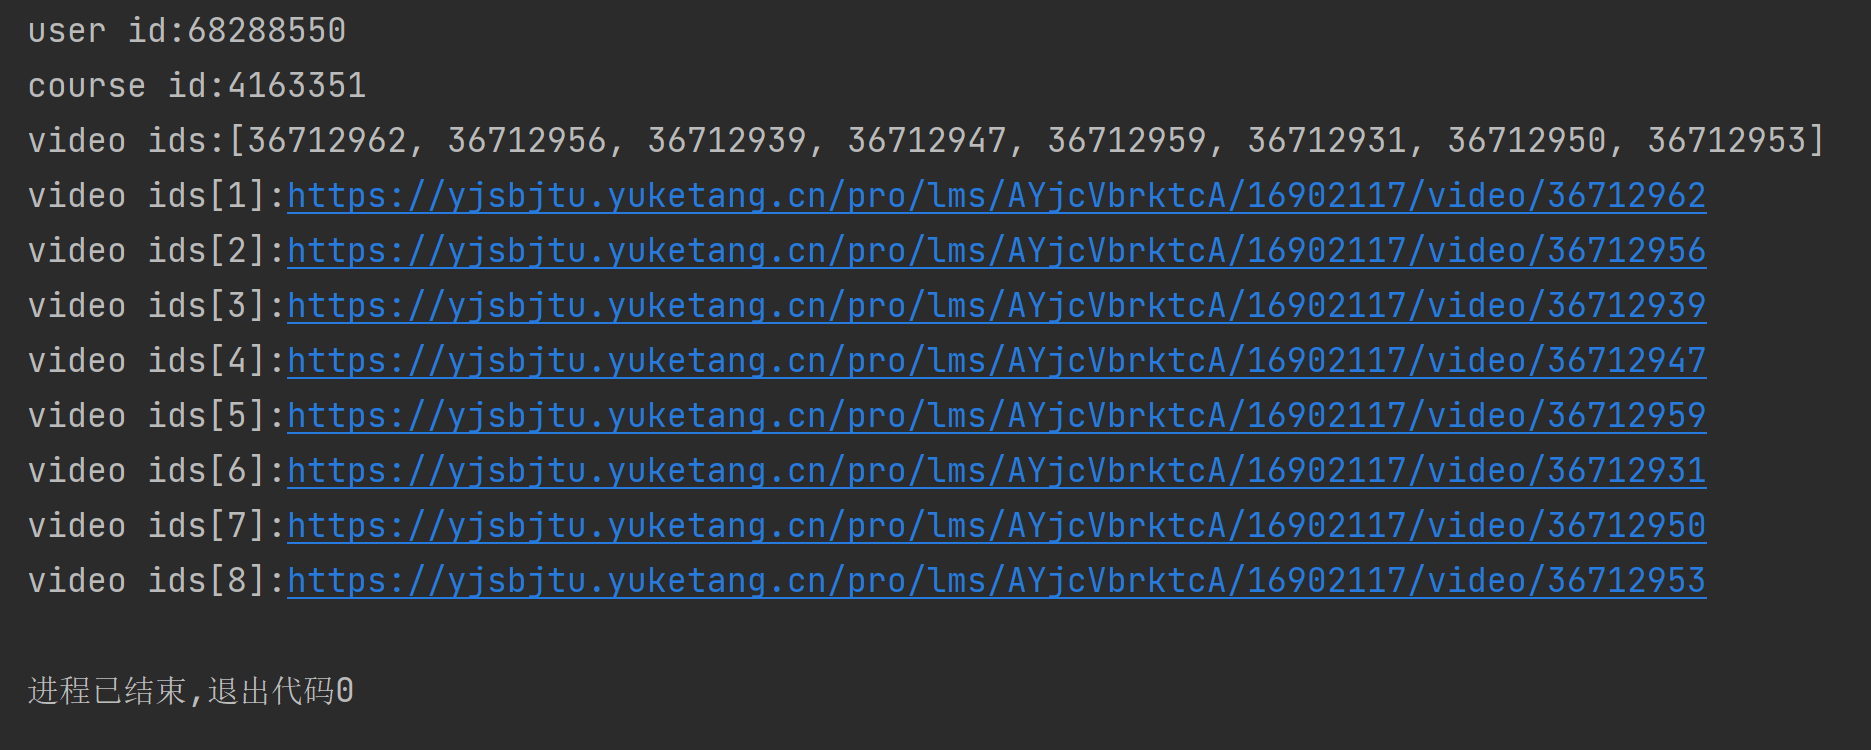 user id:68288550
course id:4163351
video ids:[36712962, 36712956, 36712939, 36712947, 36712959, 36712931, 36712950, 36712953]
video ids[1]:https://yjsbjtu.yuketang.cn/pro/lms/AYjcVbrktcA/16902117/video/36712962
video ids[2]:https://yjsbjtu.yuketang.cn/pro/lms/AYjcVbrktcA/16902117/video/36712956
video ids[3]:https://yjsbjtu.yuketang.cn/pro/lms/AYjcVbrktcA/16902117/video/36712939
video ids[4]:https://yjsbjtu.yuketang.cn/pro/lms/AYjcVbrktcA/16902117/video/36712947
video ids[5]:https://yjsbjtu.yuketang.cn/pro/lms/AYjcVbrktcA/16902117/video/36712959
video ids[6]:https://yjsbjtu.yuketang.cn/pro/lms/AYjcVbrktcA/16902117/video/36712931
video ids[7]:https://yjsbjtu.yuketang.cn/pro/lms/AYjcVbrktcA/16902117/video/36712950
video ids[8]:https://yjsbjtu.yuketang.cn/pro/lms/AYjcVbrktcA/16902117/video/36712953
进程已结束,退出代码0